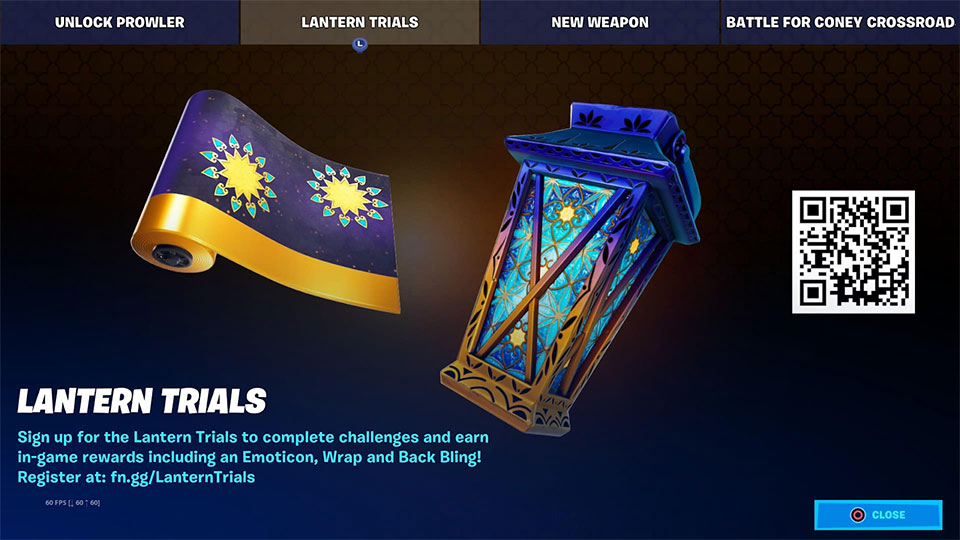 UNLOCK PROWLER
LANTERN TRIALS
NEW WEAPON
BATTLE FOR CONEY CROSSROAD
L
LANTERN TRIALS
Sign up for the Lantern Trials to complete challenges and earn
in-game rewards including an Emoticon, Wrap and Back Bling!
Register at: fn.gg/LanternTrials
60 FPS [↓ 60 ↑ 60]
CLOSE